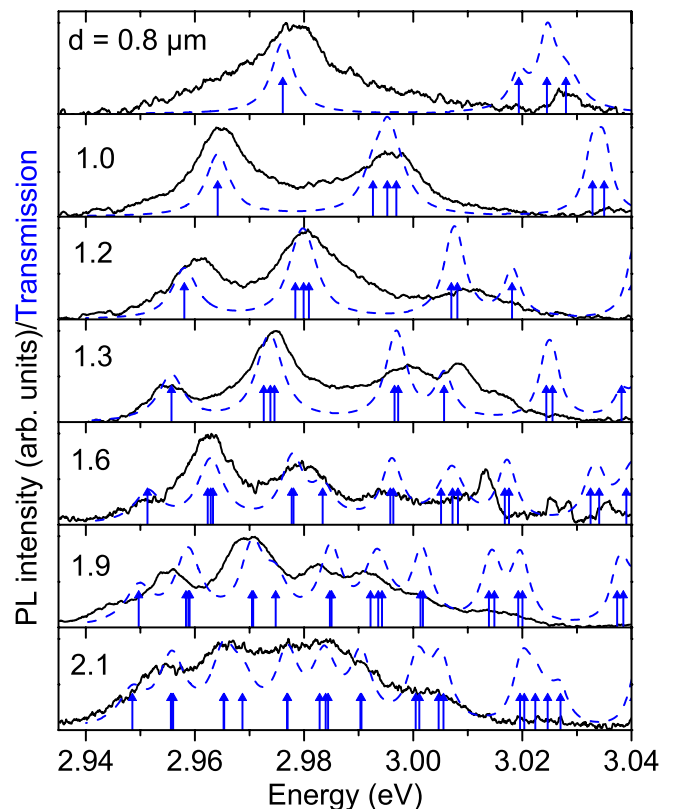 d = 0.8 μm
1.0
1.2
1.3
1.6
1.9
2.1
PL intensity (arb. units)/Transmission
2.94 2.96 2.98 3.00 3.02 3.04
Energy (eV)